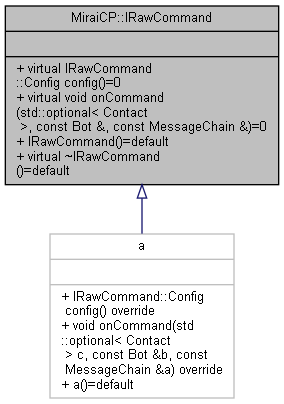 MiraiCP::IRawCommand
+ virtual IRawCommand
::Config config()=0
+ virtual void onCommand
(std::optional< Contact
>, const Bot &, const MessageChain &)=0
+ IRawCommand()=default
+ virtual ~IRawCommand
()=default
a
+ IRawCommand::Config
config() override
+ void onCommand(std
::optional< Contact
> c, const Bot &b, const
MessageChain &a) override
+ a()=default